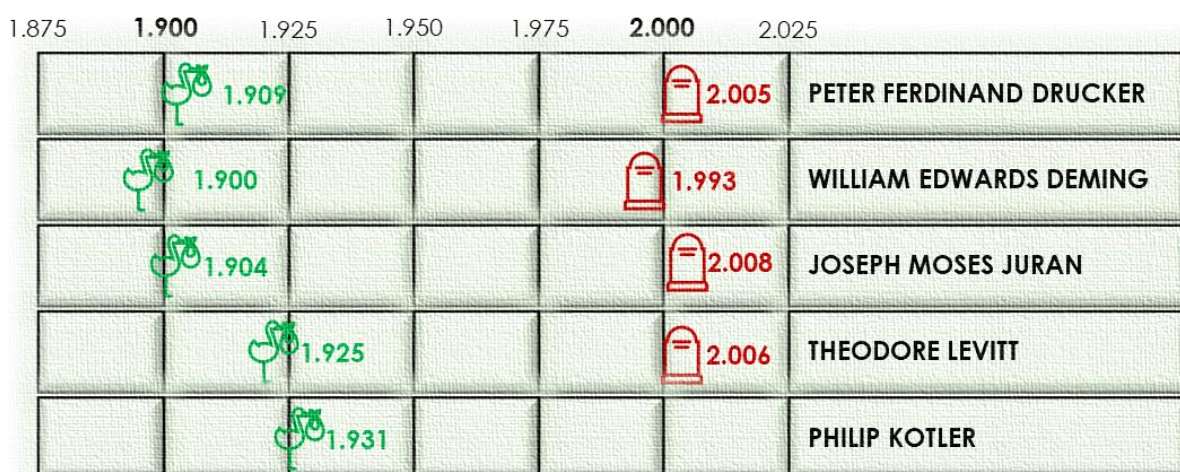 1.875 1.900 1.925 1.950 1.975 2.000 2.025
1.909 2.005 PETER FERDINAND DRUCKER
1.900 1.993 WILLIAM EDWARDS DEMING
1.904 2.008 JOSEPH MOSES JURAN
1.925 2.006 THEODORE LEVITT
1.931 PHILIP KOTLER